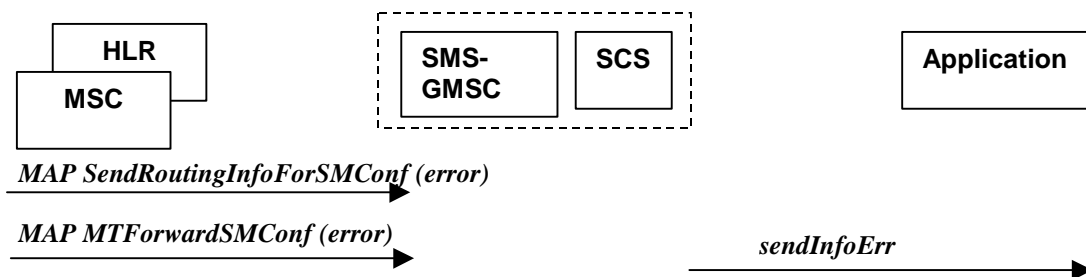 HLR
MSC
SMS-
GMSC
SCS
Application
MAP SendRoutingInfoForSMConf (error)
MAP MTForwardSMConf (error)
sendInfoErr